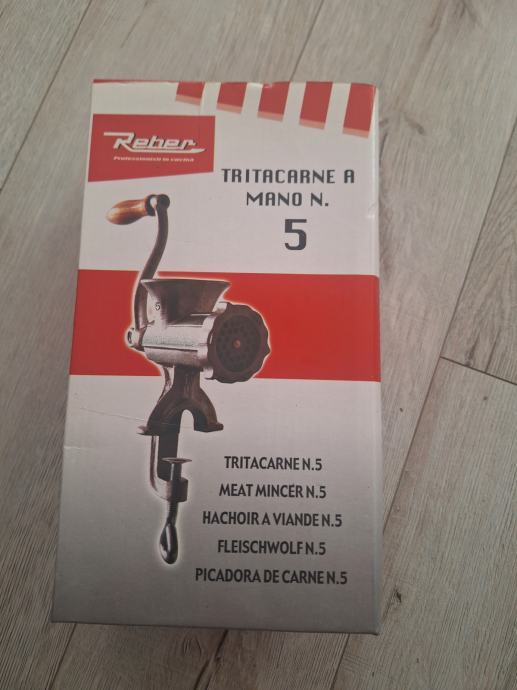 Reber
Professionisti in cucina
TRITACARNE A
MANO N.
5
5
TRITACARNE N.5
MEAT MINCER N.5
HACHOIR A VIANDE N.5
FLEISCHWOLF N.5
PICADORA DE CARNE N.5